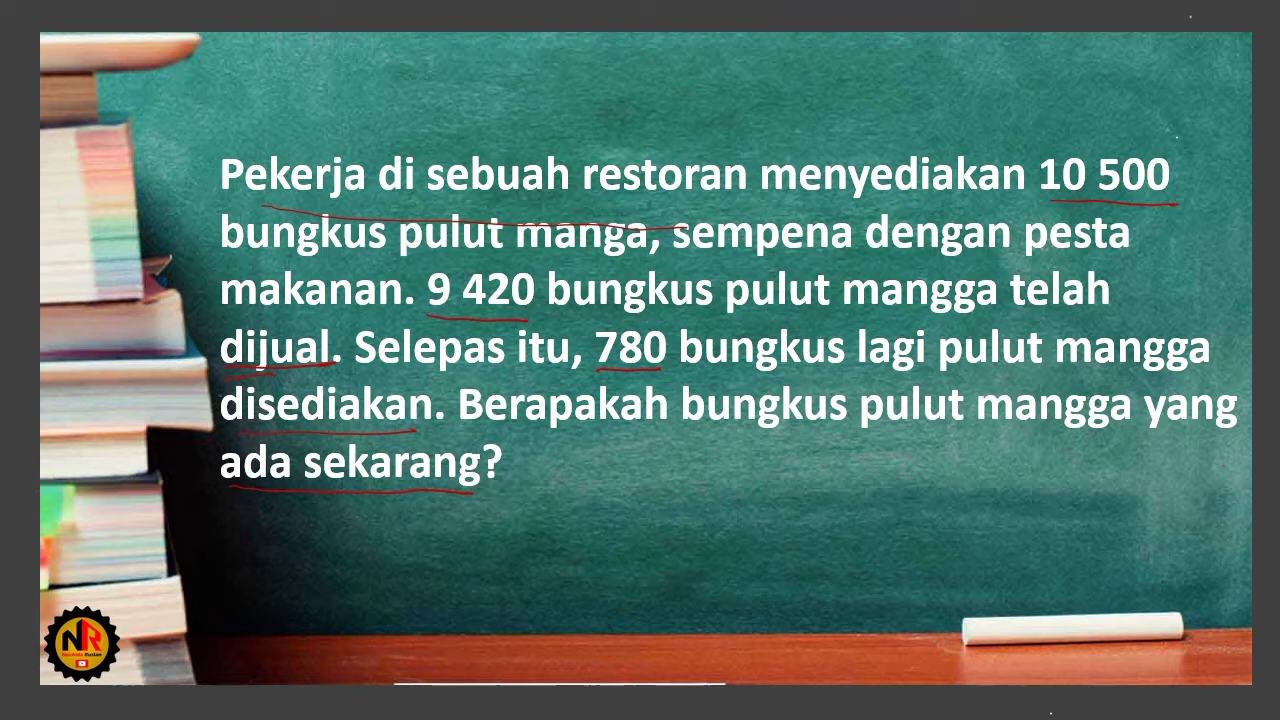 Pekerja di sebuah restoran menyediakan 10 500
bungkus pulut manga, sempena dengan pesta
makanan. 9 420 bungkus pulut mangga telah
dijual. Selepas itu, 780 bungkus lagi pulut mangga
disediakan. Berapakah bungkus pulut mangga yang
ada sekarang?
NR